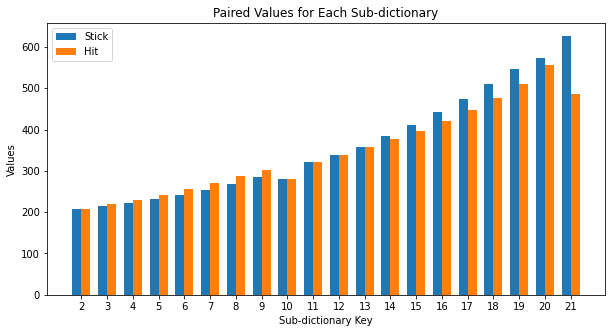 Paired Values for Each Sub-dictionary
Stick
Hit
Values
600
500
400
300
200
100
0
2 3 4 5 6 7 8 9 10 11 12 13 14 15 16 17 18 19 20 21
Sub-dictionary Key